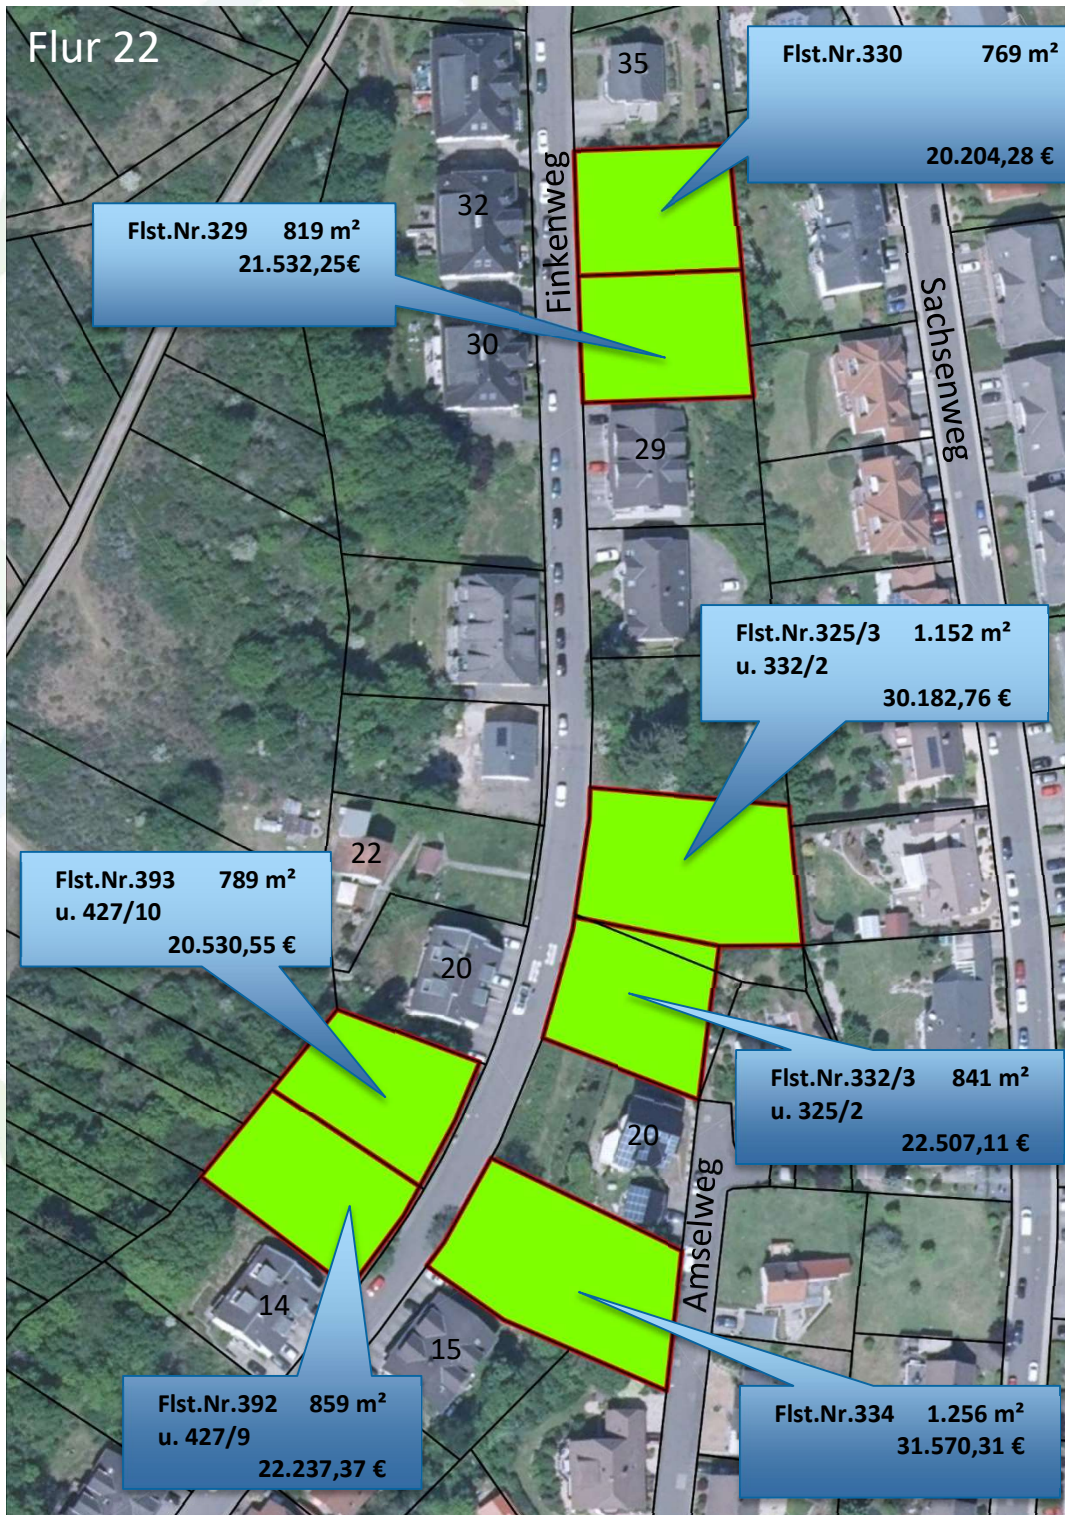 Flur 22
35
Flst.Nr.330 769 m²
20.204,28 €
Finkenweg
32
Flst.Nr.329 819 m²
21.532,25€
30
Sachsenweg
29
Flst.Nr.325/3 1.152 m²
u. 332/2
30.182,76 €
22
Flst.Nr.393 789 m²
u. 427/10
20.530,55 €
20
Flst.Nr.332/3 841 m²
u. 325/2
22.507,11 €
20
Amselweg
14
15
Flst.Nr.392 859 m²
u. 427/9
22.237,37 €
Flst.Nr.334 1.256 m²
31.570,31 €